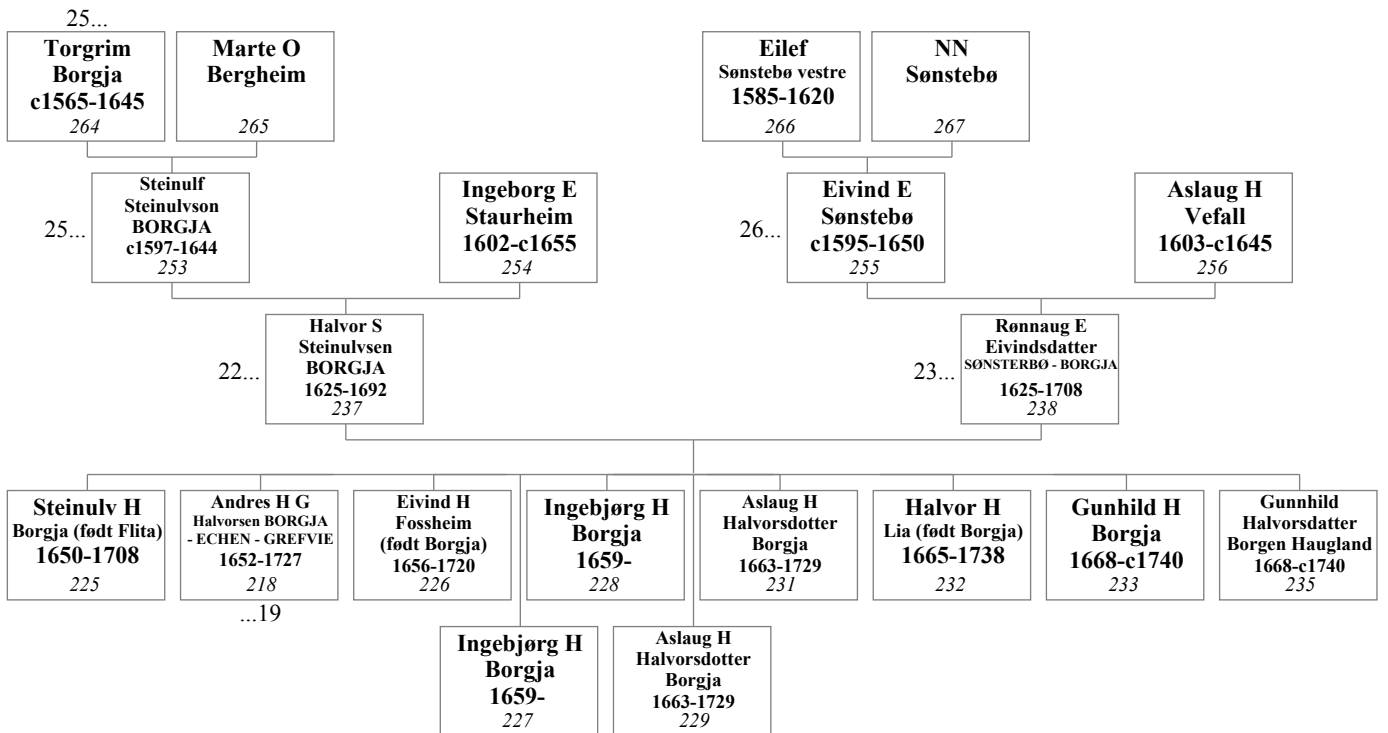 25...
Torgrim
Borgja
c1565-1645
264
Marte O
Bergheim
265
Eilef
Sønstebø vestre
1585-1620
266
NN
Sønstebø
267
25...
Steinulf
Steinulvson
BORGJA
c1597-1644
253
Ingeborg E
Staurheim
1602-c1655
254
26...
Eivind E
Sønstebø
c1595-1650
255
Aslaug H
Vefall
1603-c1645
256
22...
Halvor S
Steinulvsen
BORGJA
1625-1692
237
23...
Rønnaug E
Eivindsdatter
SØNSTERBØ - BORGJA
1625-1708
238
Steinulv H
Borgja (født Flita)
1650-1708
225
Andres H G
Halvorsen BORGJA
- ECHEN - GREFVIE
1652-1727
218
...19
Eivind H
Fossheim
(født Borgja)
1656-1720
226
Ingebjørg H
Borgja
1659-
228
Aslaug H
Halvorsdotter
Borgja
1663-1729
231
Halvor H
Lia (født Borgja)
1665-1738
232
Gunhild H
Borgja
1668-c1740
233
Gunnhild
Halvorsdatter
Borgen Haugland
1668-c1740
235
Ingebjørg H
Borgja
1659-
227
Aslaug H
Halvorsdotter
Borgja
1663-1729
229